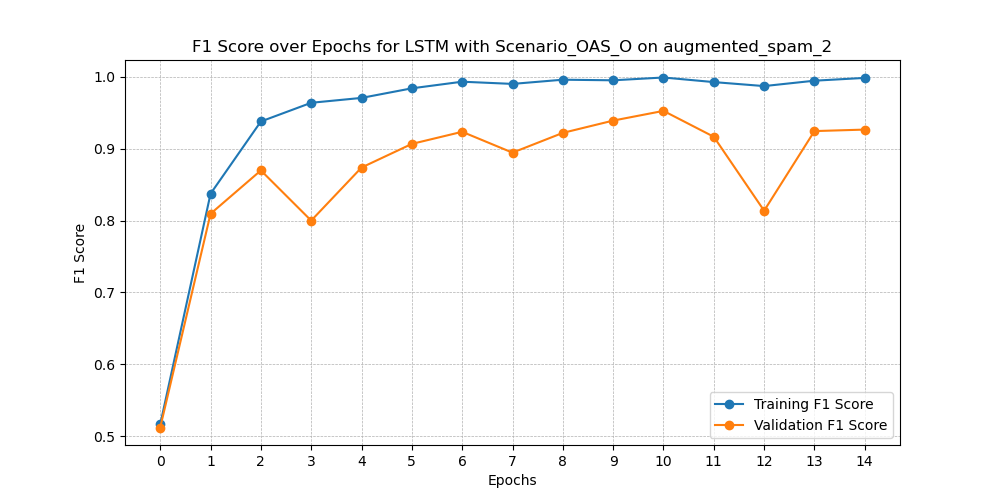 F1 Score over Epochs for LSTM with Scenario_OAS_O on augmented_spam_2
1.0
0.9
0.8
0.7
0.6
0.5
F1 Score
0 1 2 3 4 5 6 7 8 9 10 11 12 13 14
Epochs
Training F1 Score
Validation F1 Score